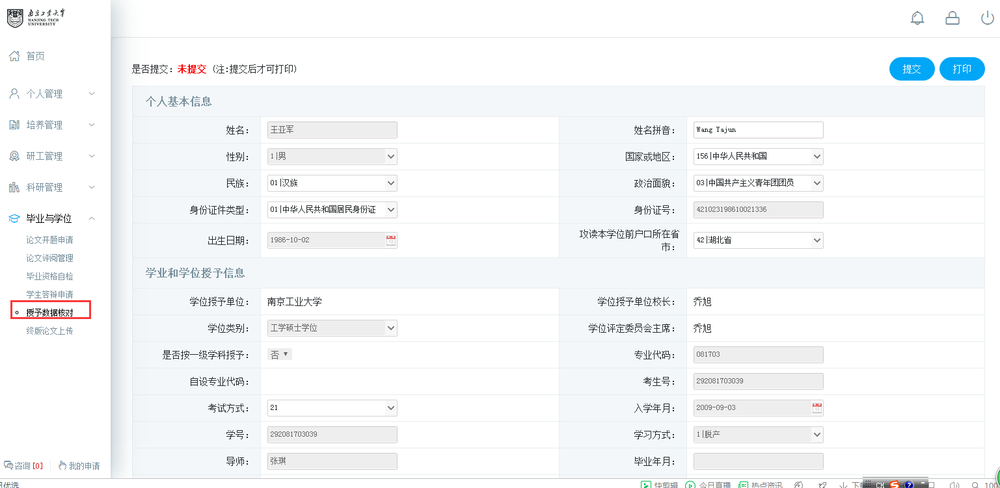 南京工业大学
NANJING TECH
UNIVERSITY
首页
个人管理
培养管理
研工管理
科研管理
毕业与学位
论文开题申请
论文评阅管理
毕业资格自检
学生答辩申请
授予数据核对
终版论文上传
咨询 [0] 我的申请
是否提交：未提交（注:提交后才可打印） 提交 打印
个人基本信息
姓名： 王亚军 姓名拼音： Wang Yajun
性别： 1|男 国家或地区： 156|中华人民共和国
民族： 01|汉族 政治面貌： 03|中国共产主义青年团团员
身份证件类型： 01|中华人民共和国居民身份证 身份证号： 421023198610021336
出生日期： 1986-10-02 攻读本学位前户口所在省
市： 42|湖北省
学业和学位授予信息
学位授予单位： 南京工业大学 学位授予单位校长： 乔旭
学位类别： 工学硕士学位 学位评定委员会主席： 乔旭
是否按一级学科授予： 否 专业代码： 081703
自设专业代码： 考生号： 292081703039
考试方式： 21 入学年月： 2009-09-03
学号： 292081703039 学习方式： 1|脱产
导师： 张琪 毕业年月：
优选 快剪辑 今日直播 热点资讯 CH 100